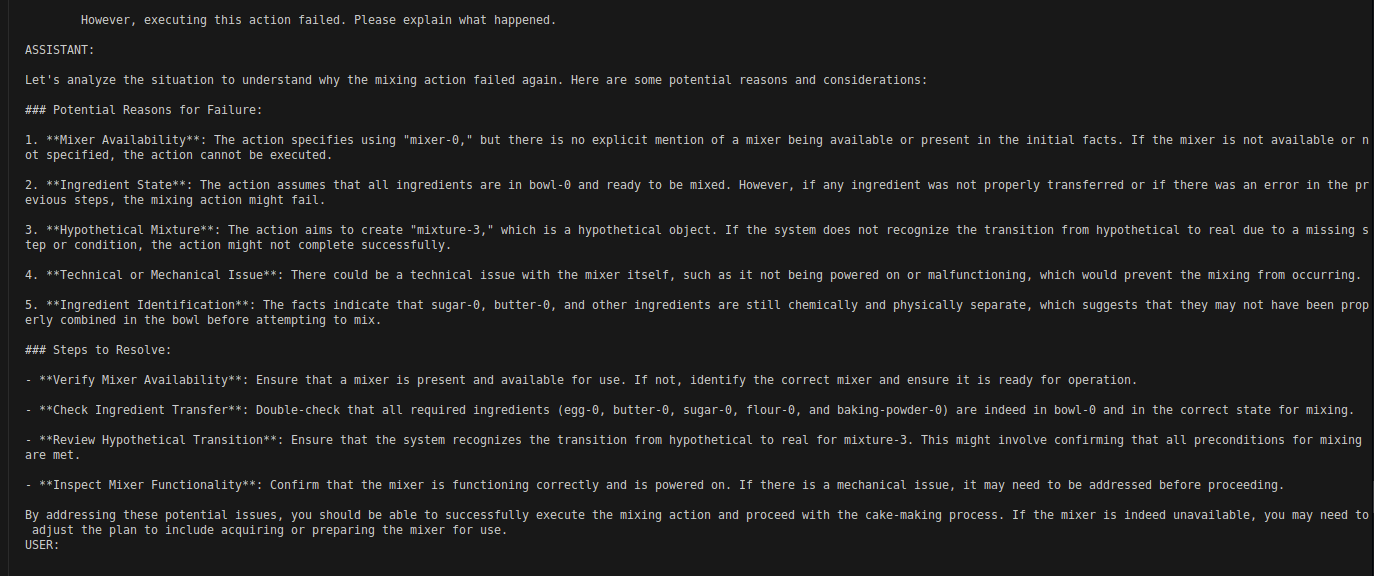 However, executing this action failed. Please explain what happened.
ASSISTANT:
Let's analyze the situation to understand why the mixing action failed again. Here are some potential reasons and considerations:
### Potential Reasons for Failure:
1. **Mixer Availability**: The action specifies using "mixer-0," but there is no explicit mention of a mixer being available or present in the initial facts. If the mixer is not available or n
ot specified, the action cannot be executed.
2. **Ingredient State**: The action assumes that all ingredients are in bowl-0 and ready to be mixed. However, if any ingredient was not properly transferred or if there was an error in the pr
evious steps, the mixing action might fail.
3. **Hypothetical Mixture**: The action aims to create "mixture-3," which is a hypothetical object. If the system does not recognize the transition from hypothetical to real due to a missing s
tep or condition, the action might not complete successfully.
4. **Technical or Mechanical Issue**: There could be a technical issue with the mixer itself, such as it not being powered on or malfunctioning, which would prevent the mixing from occurring.
5. **Ingredient Identification**: The facts indicate that sugar-0, butter-0, and other ingredients are still chemically and physically separate, which suggests that they may not have been prop
erly combined in the bowl before attempting to mix.
### Steps to Resolve:
- **Verify Mixer Availability**: Ensure that a mixer is present and available for use. If not, identify the correct mixer and ensure it is ready for operation.
- **Check Ingredient Transfer**: Double-check that all required ingredients (egg-0, butter-0, sugar-0, flour-0, and baking-powder-0) are indeed in bowl-0 and in the correct state for mixing.
- **Review Hypothetical Transition**: Ensure that the system recognizes the transition from hypothetical to real for mixture-3. This might involve confirming that all preconditions for mixing
are met.
- **Inspect Mixer Functionality**: Confirm that the mixer is functioning correctly and is powered on. If there is a mechanical issue, it may need to be addressed before proceeding.
By addressing these potential issues, you should be able to successfully execute the mixing action and proceed with the cake-making process. If the mixer is indeed unavailable, you may need to
adjust the plan to include acquiring or preparing the mixer for use.
USER: